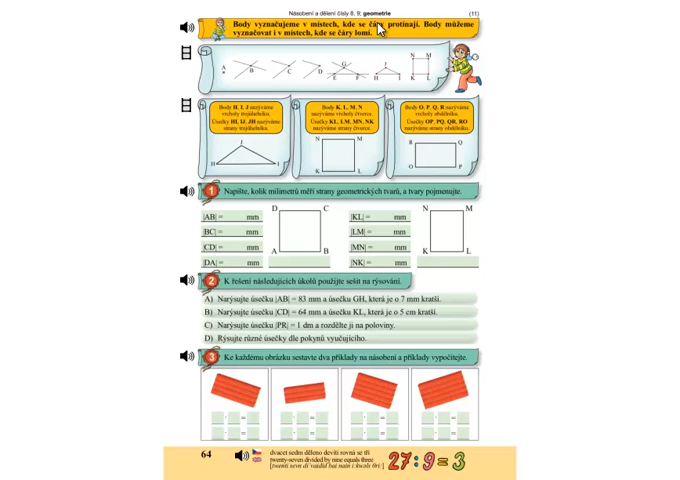 Násobení a dělení čísly 8, 9; geometrie
(11)
Body vyznačujeme v místech, kde se čáry protínají. Body můžeme
vyznačovat i v místech, kde se čáry lomí.
A B C D G E F J H I N M K L
Body H, I, J nazýváme
vrcholy trojúhelníku.
Úsečky HI, IJ, JH nazýváme
strany trojúhelníku.
J
H I
Body K, L, M, N
nazýváme vrcholy čtverce.
Úsečky KL, LM, MN, NK
nazýváme strany čtverce.
N M
K L
Body O, P, Q, R nazýváme
vrcholy obdélníku.
Úsečky OP, PQ, QR, RO
nazýváme strany obdélníku.
R Q
O P
1 Napište, kolik milimetrů měří strany geometrických tvarů, a tvary pojmenujte.
|AB| = mm
|BC| = mm
|CD| = mm
|DA| = mm
D C
A B
|KL| = mm
|LM| = mm
|MN| = mm
|NK| = mm
N M
K L
2 K řešení následujících úkolů použijte sešit na rýsování.
A) Narýsujte úsečku |AB| = 83 mm a úsečku GH, která je o 7 mm kratší.
B) Narýsujte úsečku |CD| = 64 mm a úsečku KL, která je o 5 cm kratší.
C) Narýsujte úsečku |PR| = 1 dm a rozdělte ji na poloviny.
D) Rýsujte různé úsečky dle pokynů vyučujícího.
3 Ke každému obrázku sestavte dva příklady na násobení a příklady vypočítejte.
· = · = · = · =
· = · = · = · =
64
dvacet sedm děleno devíti rovná se tři
twenty-seven divided by nine equals three
27 : 9 = 3